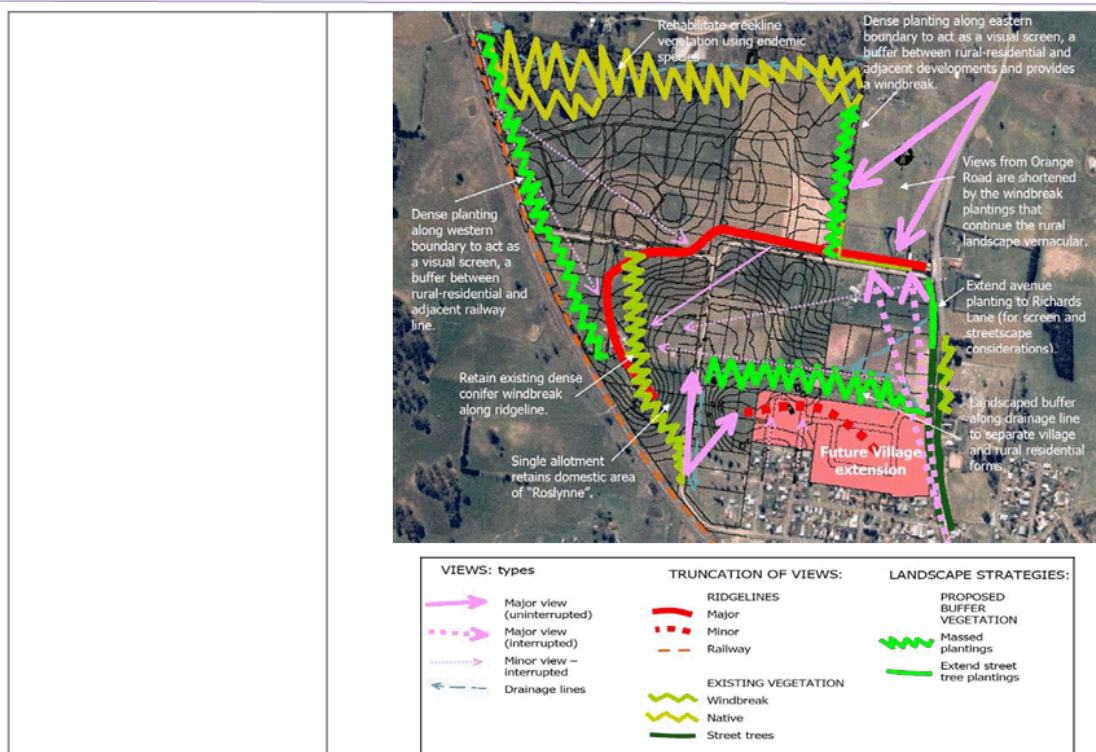 Rehabilitate creekline
vegetation using endemic
species
Dense planting along eastern
boundary to act as a visual screen, a
buffer between rural-residential and
adjacent developments and provides
a windbreak.
Views from Orange
Road are shortened
by the windbreak
plantings that
continue the rural
landscape vernacular.
Dense planting
along western
boundary to act as
a visual screen, a
buffer between
rural-residential and
adjacent railway
line.
Extend avenue
planting to Richards
Lane (for screen and
streetscape
considerations).
Retain existing dense
conifer windbreak
along ridgeline.
Landscaped buffer
along drainage line
to separate village
and rural residential
forms.
Single allotment
retains domestic area
of "Roslynne".
Future Village
extension
VIEWS: types
Major view
(uninterrupted)
Major view
(interrupted)
Minor view –
interrupted
Drainage lines
TRUNCATION OF VIEWS:
RIDGELINES
Major
Minor
Railway
EXISTING VEGETATION
Windbreak
Native
Street trees
LANDSCAPE STRATEGIES:
PROPOSED
BUFFER
VEGETATION
Massed
plantings
Extend street
tree plantings